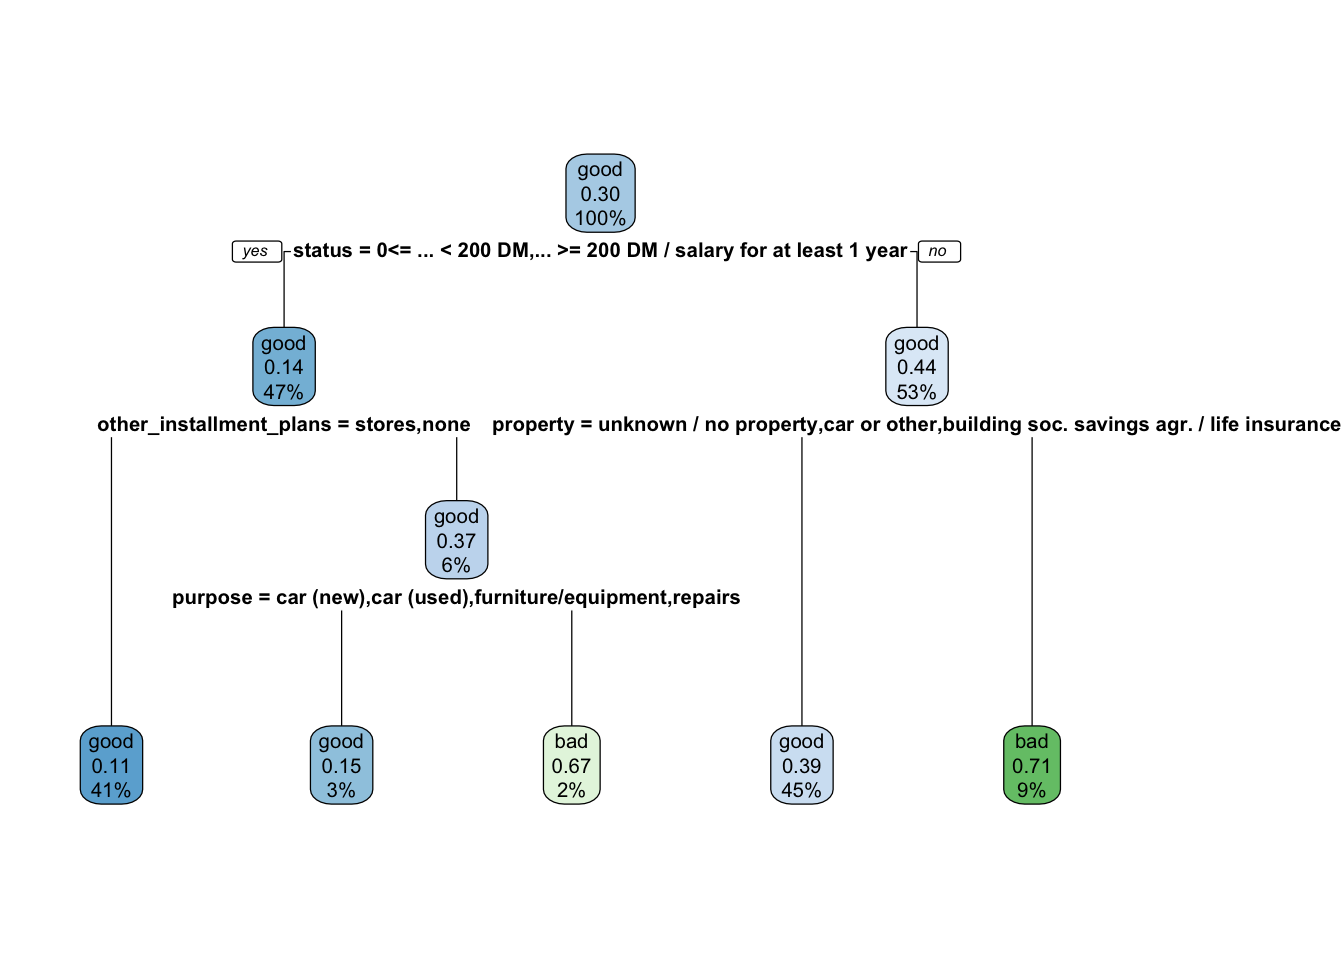 good
0.30
100%
yes
status = 0<= ... < 200 DM,... >= 200 DM / salary for at least 1 year
no
good
0.14
47%
good
0.44
53%
other_installment_plans = stores,none
property = unknown / no property,car or other,building soc. savings agr. / life insurance
good
0.37
6%
purpose = car (new),car (used),furniture/equipment,repairs
good
0.11
41%
good
0.15
3%
bad
0.67
2%
good
0.39
45%
bad
0.71
9%